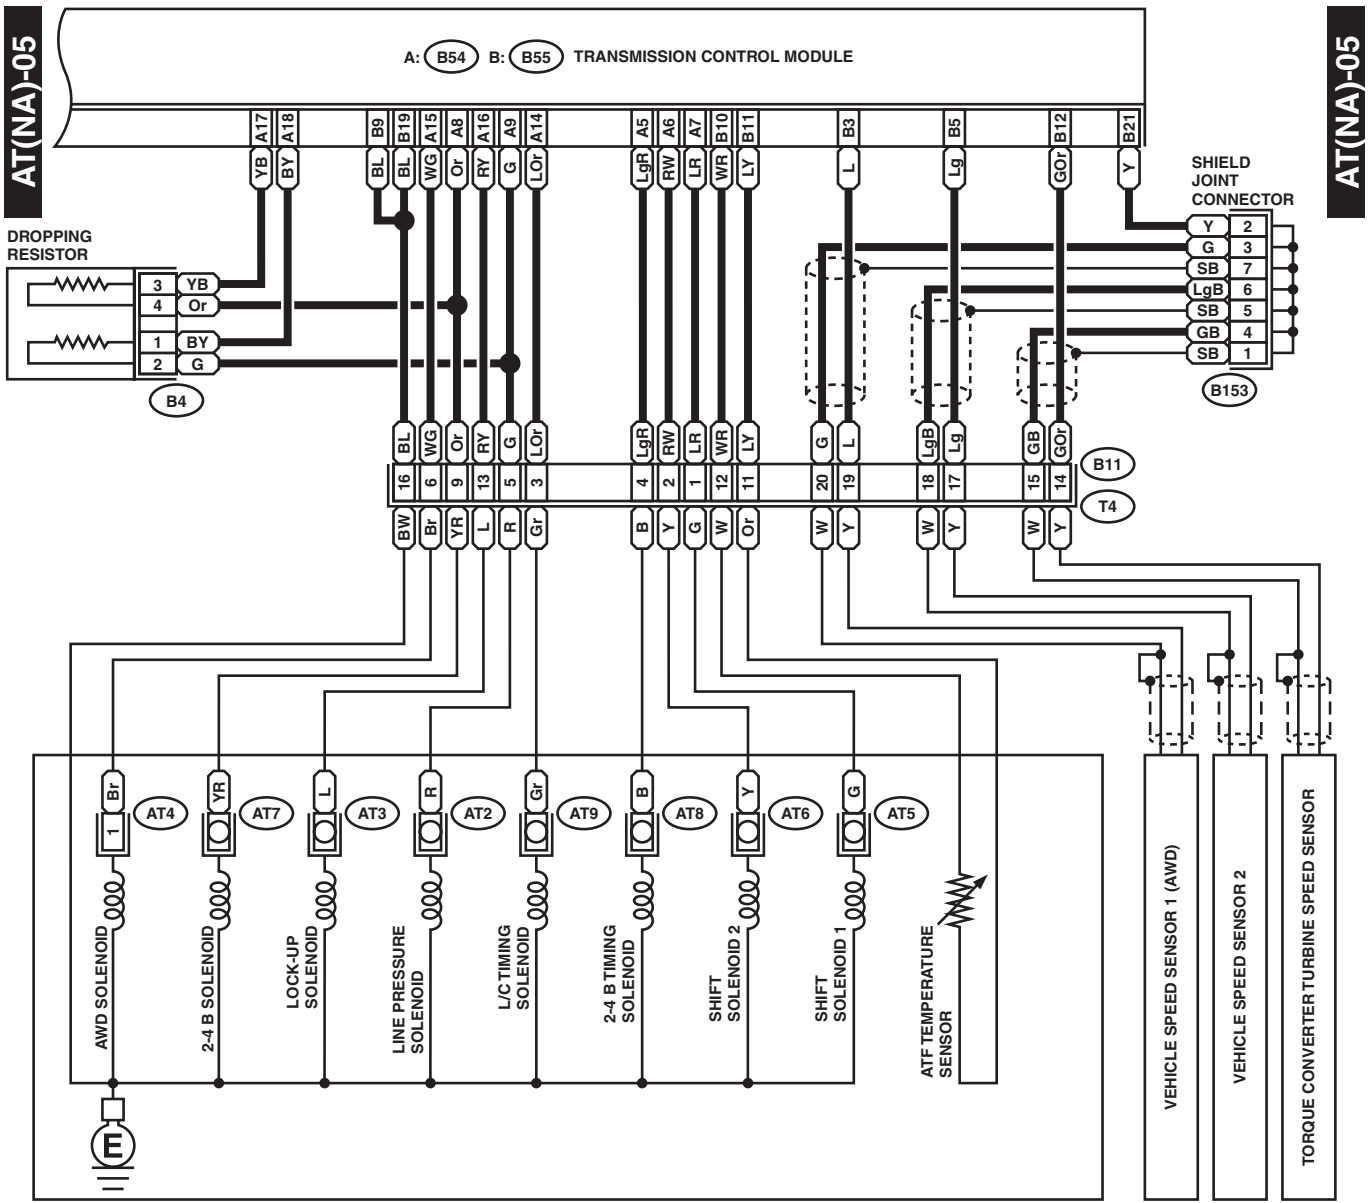 AT(NA)-05
AT(NA)-05
A: B54 B: B55 TRANSMISSION CONTROL MODULE
A17 A18 B9 B19 A15 A8 A16 A9 A14 A5 A6 A7 B10 B11 B3 B5 B12 B21
YB BY BL BL WG Or RY G LOr LgR RW LR WR LY L Lg GOr Y
SHIELD
JOINT
CONNECTOR
Y 2
G 3
SB 7
LgB 6
SB 5
GB 4
SB 1
B153
DROPPING
RESISTOR
3 YB
4 Or
1 BY
2 G
B4
BL WG Or RY G LOr LgR RW LR WR LY G L LgB Lg GB GOr
16 6 9 13 5 3 4 2 1 12 11 20 19 18 17 15 14
B11
T4
BW Br YR L R Gr B Y G W Or W Y W Y W Y
Br YR L R Gr B Y G
1
AT4 AT7 AT3 AT2 AT9 AT8 AT6 AT5
AWD SOLENOID
2-4 B SOLENOID
LOCK-UP
SOLENOID
LINE PRESSURE
SOLENOID
L/C TIMING
SOLENOID
2-4 B TIMING
SOLENOID
SHIFT
SOLENOID 2
SHIFT
SOLENOID 1
ATF TEMPERATURE
SENSOR
VEHICLE SPEED SENSOR 1 (AWD)
VEHICLE SPEED SENSOR 2
TORQUE CONVERTER TURBINE SPEED SENSOR
E